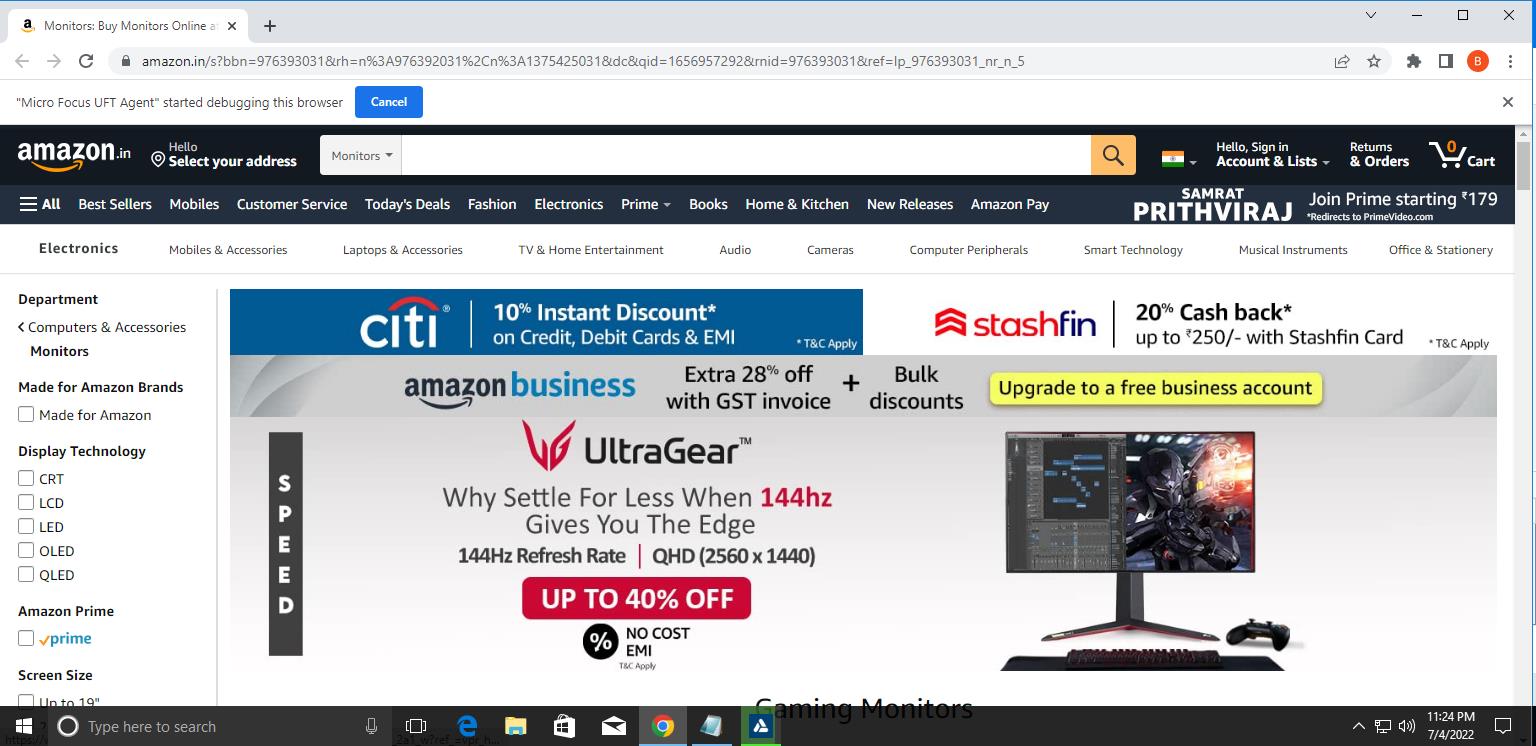 Monitors: Buy Monitors Online at
amazon.in/s?bbn=976393031&rh=n%3A976392031%2Cn%3A1375425031&dc&qid=1656957292&rnid=976393031&ref=lp_976393031_nr_n_5
B
"Micro Focus UFT Agent" started debugging this browser
Cancel
amazon.in
Hello
Select your address
Monitors
Hello, Sign in
Account & Lists
Returns
& Orders
0
Cart
All Best Sellers Mobiles Customer Service Today's Deals Fashion Electronics Prime Books Home & Kitchen New Releases Amazon Pay
SAMRAT
PRITHVIRAJ
Join Prime starting ₹179
*Redirects to PrimeVideo.com
Electronics Mobiles & Accessories Laptops & Accessories TV & Home Entertainment Audio Cameras Computer Peripherals Smart Technology Musical Instruments Office & Stationery
Department
Computers & Accessories
Monitors
Made for Amazon Brands
Made for Amazon
Display Technology
CRT
LCD
LED
OLED
QLED
Amazon Prime
prime
Screen Size
Up to 19"
citi®
10% Instant Discount*
on Credit, Debit Cards & EMI
* T&C Apply
stashfin
20% Cash back*
up to ₹250/- with Stashfin Card
* T&C Apply
amazon business
Extra 28% off
with GST invoice
+
Bulk
discounts
Upgrade to a free business account
SPEED
UltraGear™
Why Settle For Less When 144hz
Gives You The Edge
144Hz Refresh Rate | QHD (2560 x 1440)
UP TO 40% OFF
% NO COST
EMI
T&C Apply
Gaming Monitors
Type here to search
11:24 PM
7/4/2022